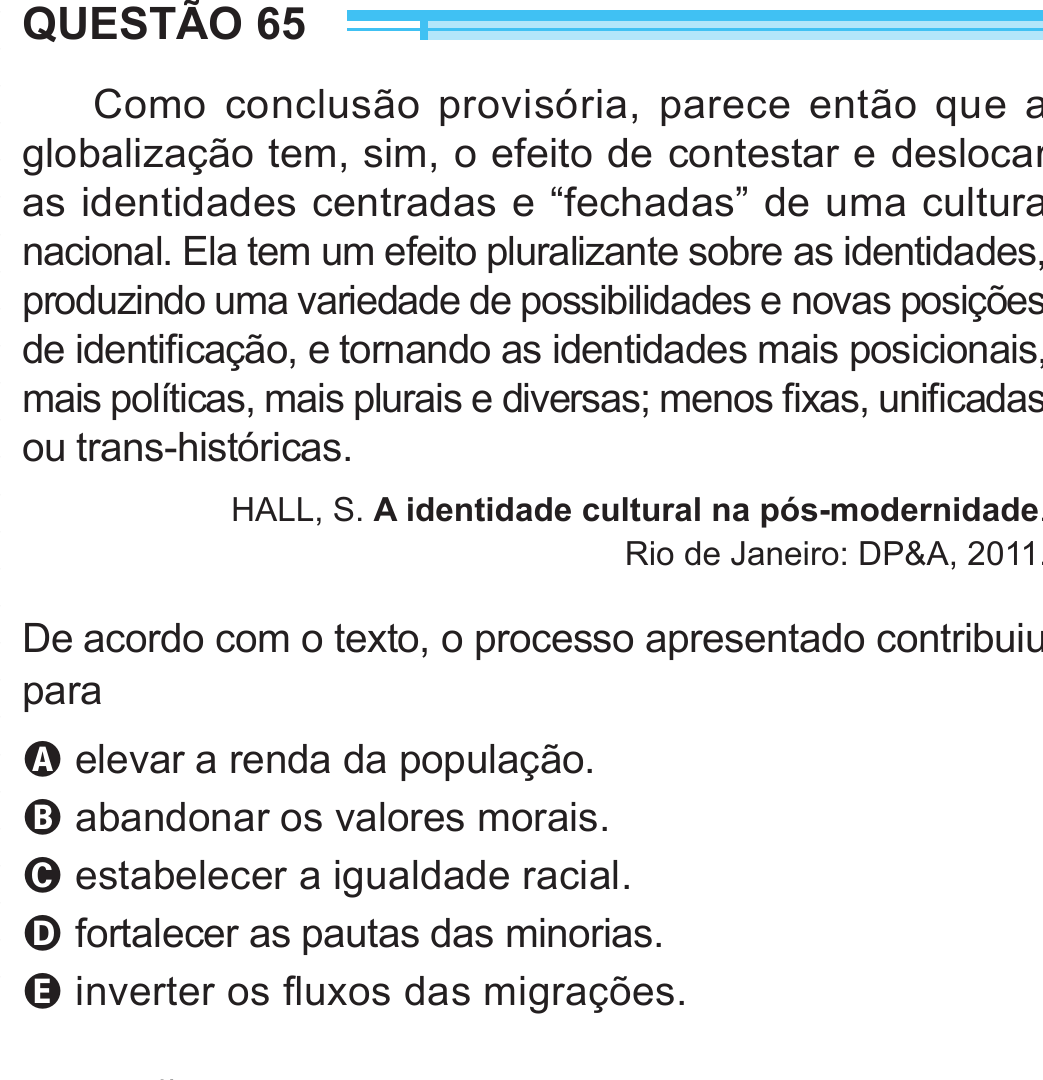 QUESTÃO 65
Como conclusão provisória, parece então que a
globalização tem, sim, o efeito de contestar e deslocar
as identidades centradas e “fechadas” de uma cultura
nacional. Ela tem um efeito pluralizante sobre as identidades,
produzindo uma variedade de possibilidades e novas posições
de identificação, e tornando as identidades mais posicionais,
mais políticas, mais plurais e diversas; menos fixas, unificadas
ou trans-históricas.
HALL, S. A identidade cultural na pós-modernidade.
Rio de Janeiro: DP&A, 2011.
De acordo com o texto, o processo apresentado contribuiu
para
A elevar a renda da população.
B abandonar os valores morais.
C estabelecer a igualdade racial.
D fortalecer as pautas das minorias.
E inverter os fluxos das migrações.